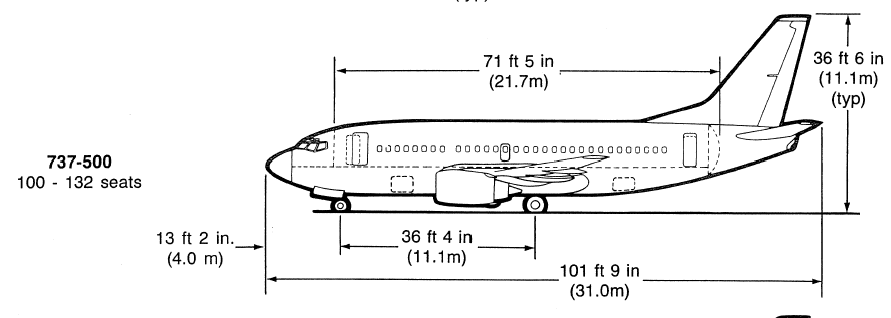 (typ)
71 ft 5 in
(21.7m)
36 ft 6 in
(11.1m)
(typ)
737-500
100 - 132 seats
13 ft 2 in.
(4.0 m)
36 ft 4 in
(11.1m)
101 ft 9 in
(31.0m)